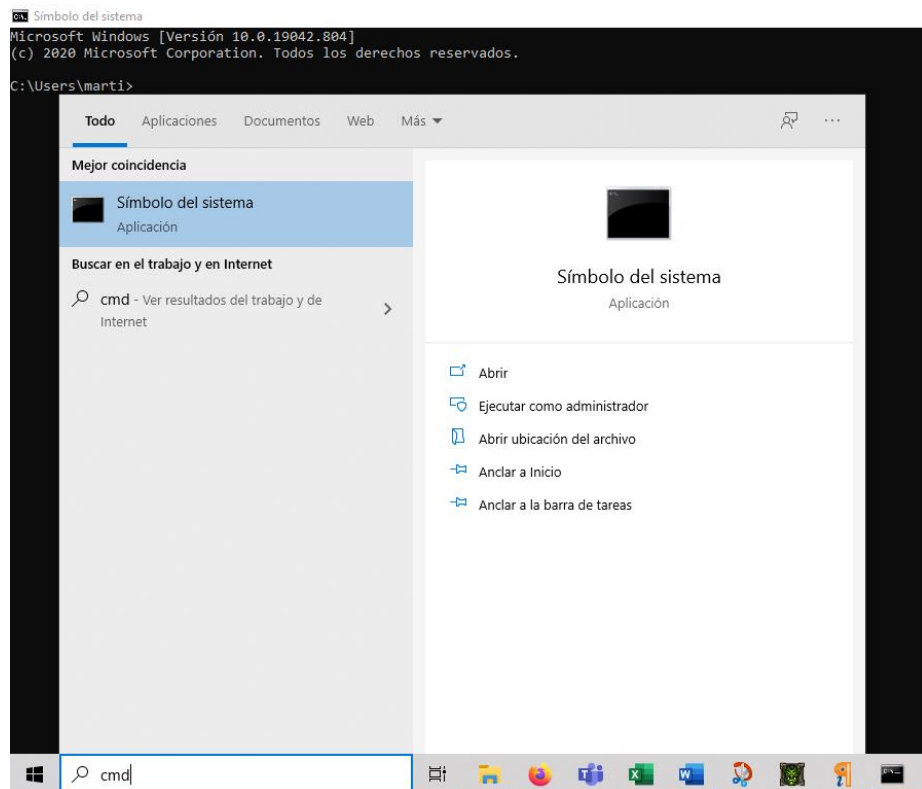 Símbolo del sistema
Microsoft Windows [Versión 10.0.19042.804]
(c) 2020 Microsoft Corporation. Todos los derechos reservados.
C:\Users\marti>
Todo Aplicaciones Documentos Web Más
Mejor coincidencia
Símbolo del sistema
Aplicación
Buscar en el trabajo y en Internet
cmd - Ver resultados del trabajo y de
Internet
Símbolo del sistema
Aplicación
Abrir
Ejecutar como administrador
Abrir ubicación del archivo
Anclar a Inicio
Anclar a la barra de tareas
cmd